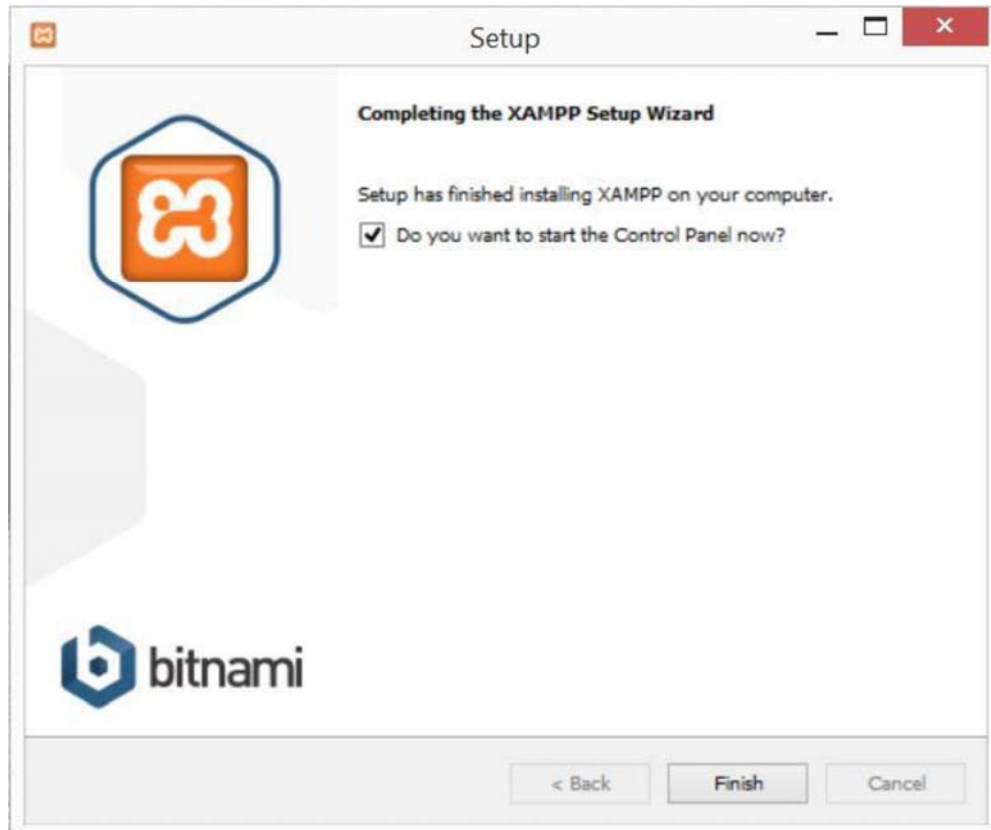 Setup
Completing the XAMPP Setup Wizard
Setup has finished installing XAMPP on your computer.
Do you want to start the Control Panel now?
bitnami
< Back
Finish
Cancel